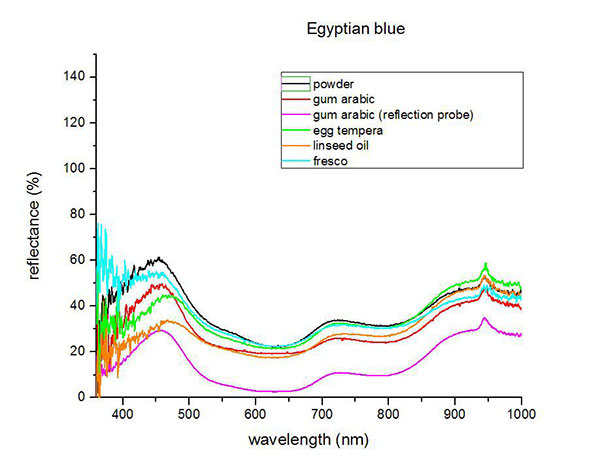 Egyptian blue
140
120
100
80
60
40
20
0
reflectance (%)
powder
gum arabic
gum arabic (reflection probe)
egg tempera
linseed oil
fresco
400 500 600 700 800 900 1000
wavelength (nm)